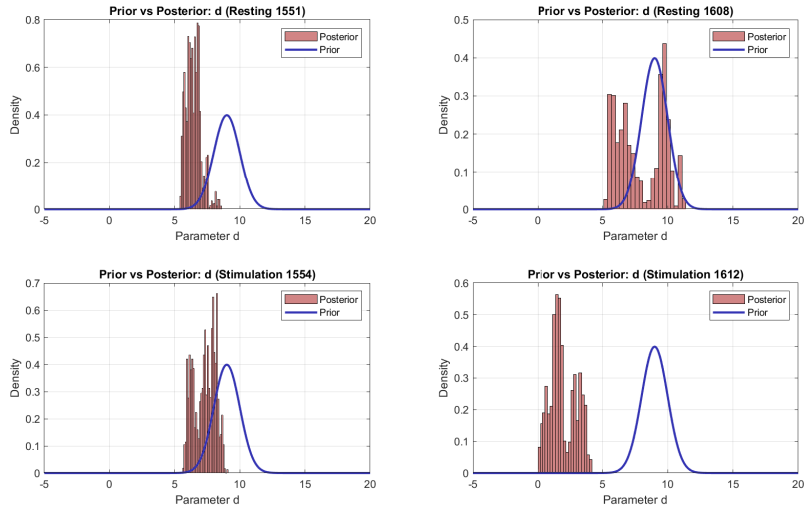 Prior vs Posterior: d (Resting 1551)
Posterior
Prior
Density
0.8
0.6
0.4
0.2
0
-5 0 5 10 15 20
Parameter d
Prior vs Posterior: d (Resting 1608)
Posterior
Prior
Density
0.5
0.4
0.3
0.2
0.1
0
-5 0 5 10 15 20
Parameter d
Prior vs Posterior: d (Stimulation 1554)
Posterior
Prior
Density
0.7
0.6
0.5
0.4
0.3
0.2
0.1
0
-5 0 5 10 15 20
Parameter d
Prior vs Posterior: d (Stimulation 1612)
Posterior
Prior
Density
0.6
0.5
0.4
0.3
0.2
0.1
0
-5 0 5 10 15 20
Parameter d